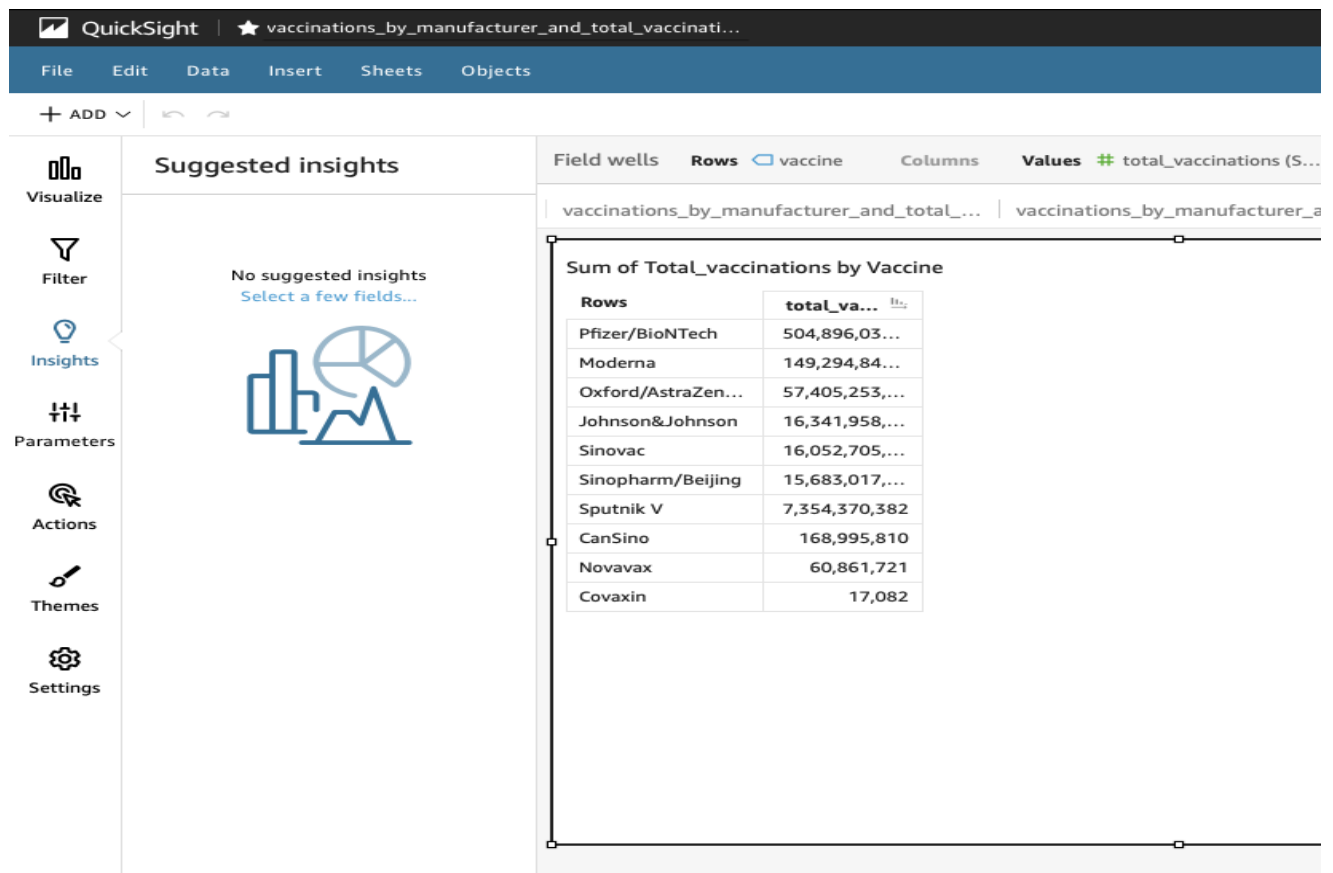 QuickSight vaccinations_by_manufacturer_and_total_vaccinati...
File Edit Data Insert Sheets Objects
ADD
Visualize
Filter
Insights
Parameters
Actions
Themes
Settings
Suggested insights
No suggested insights
Select a few fields...
Field wells Rows vaccine Columns Values # total_vaccinations (S...
vaccinations_by_manufacturer_and_total_... vaccinations_by_manufacturer_a
Sum of Total_vaccinations by Vaccine
Rows total_va...
Pfizer/BioNTech 504,896,03...
Moderna 149,294,84...
Oxford/AstraZen... 57,405,253,...
Johnson&Johnson 16,341,958,...
Sinovac 16,052,705,...
Sinopharm/Beijing 15,683,017,...
Sputnik V 7,354,370,382
CanSino 168,995,810
Novavax 60,861,721
Covaxin 17,082